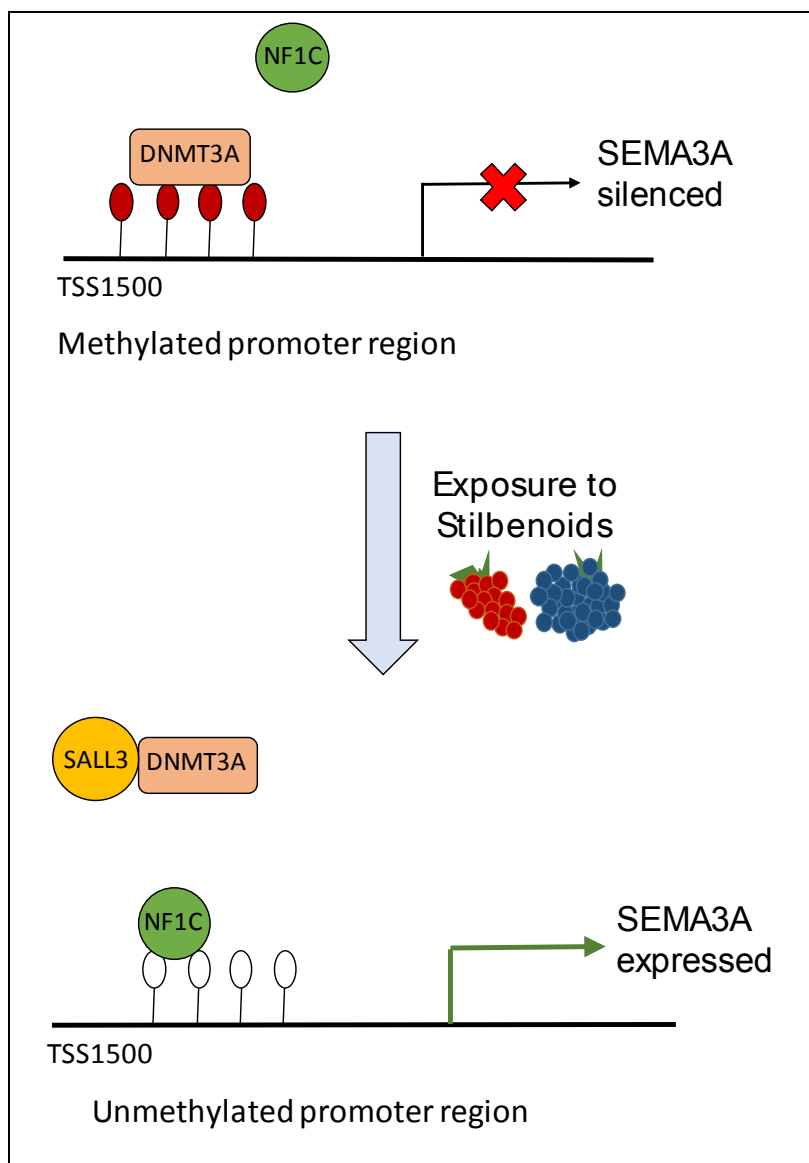 NF1C
DNMT3A
SEMA3A
silenced
TSS1500
Methylated promoter region
Exposure to
Stilbenoids
SALL3
DNMT3A
NF1C
SEMA3A
expressed
TSS1500
Unmethylated promoter region